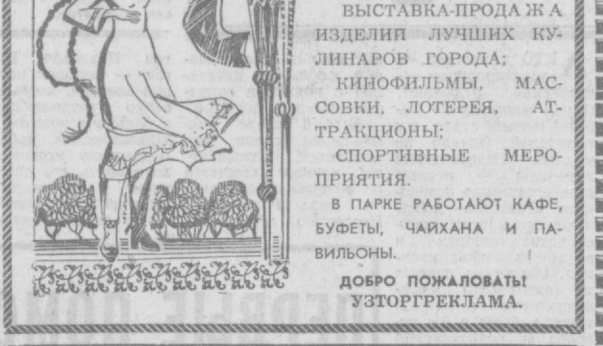 ВЫСТАВКА-ПРОДАЖА
ИЗДЕЛИЙ ЛУЧШИХ КУ-
ЛИНАРОВ ГОРОДА;
КИНОФИЛЬМЫ, МАС-
СОВКИ, ЛОТЕРЕЯ, АТ-
ТРАКЦИОНЫ;
СПОРТИВНЫЕ МЕРО-
ПРИЯТИЯ.
В ПАРКЕ РАБОТАЮТ КАФЕ,
БУФЕТЫ, ЧАЙХАНА И ПА-
ВИЛЬОНЫ.
ДОБРО ПОЖАЛОВАТЬ!
УЗТОРГРЕКЛАМА.